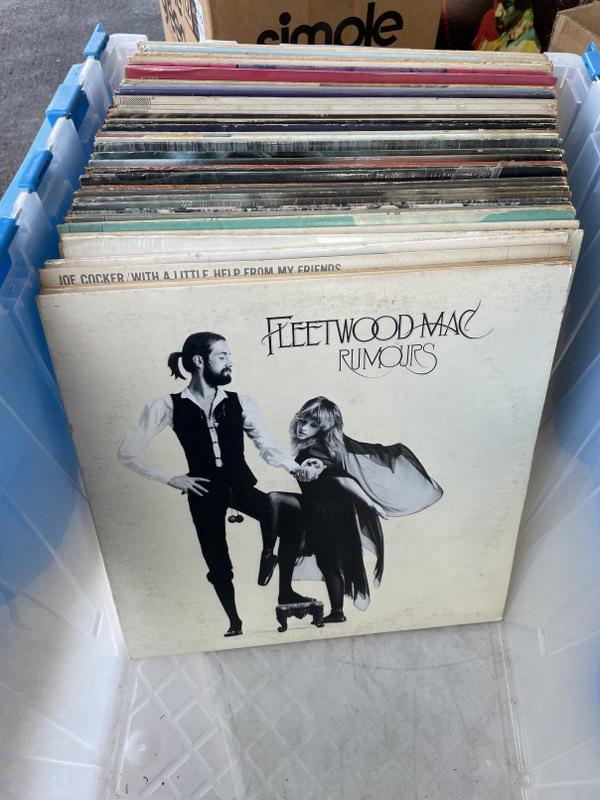 simple
JOE COCKER/WITH A LITTLE HELP FROM MY FRIENDS
FLEETWOOD MAC
RUMOURS